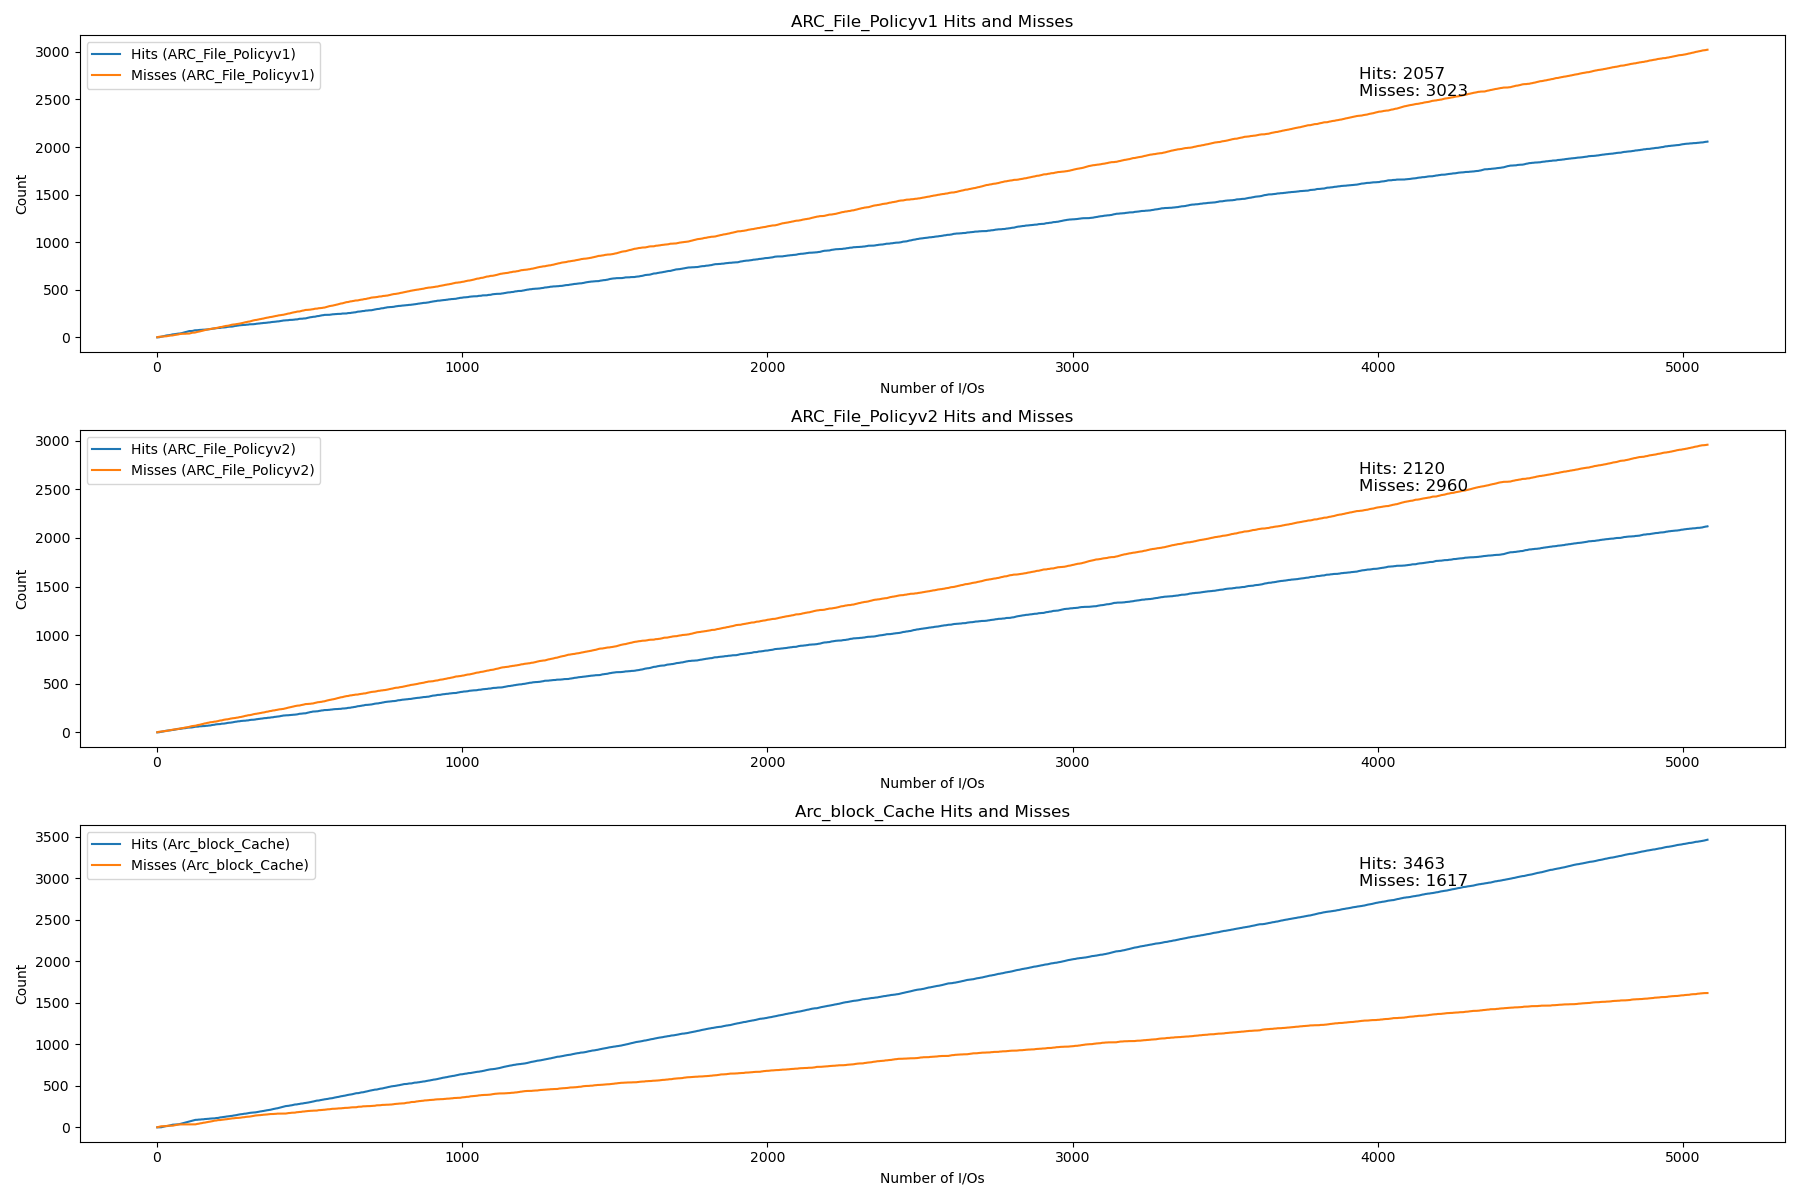 ARC_File_Policyv1 Hits and Misses
Hits (ARC_File_Policyv1)
Misses (ARC_File_Policyv1)
Hits: 2057
Misses: 3023
Count
3000
2500
2000
1500
1000
500
0
0 1000 2000 3000 4000 5000
Number of I/Os
ARC_File_Policyv2 Hits and Misses
Hits (ARC_File_Policyv2)
Misses (ARC_File_Policyv2)
Hits: 2120
Misses: 2960
Count
3000
2500
2000
1500
1000
500
0
0 1000 2000 3000 4000 5000
Number of I/Os
Arc_block_Cache Hits and Misses
Hits (Arc_block_Cache)
Misses (Arc_block_Cache)
Hits: 3463
Misses: 1617
Count
3500
3000
2500
2000
1500
1000
500
0
0 1000 2000 3000 4000 5000
Number of I/Os